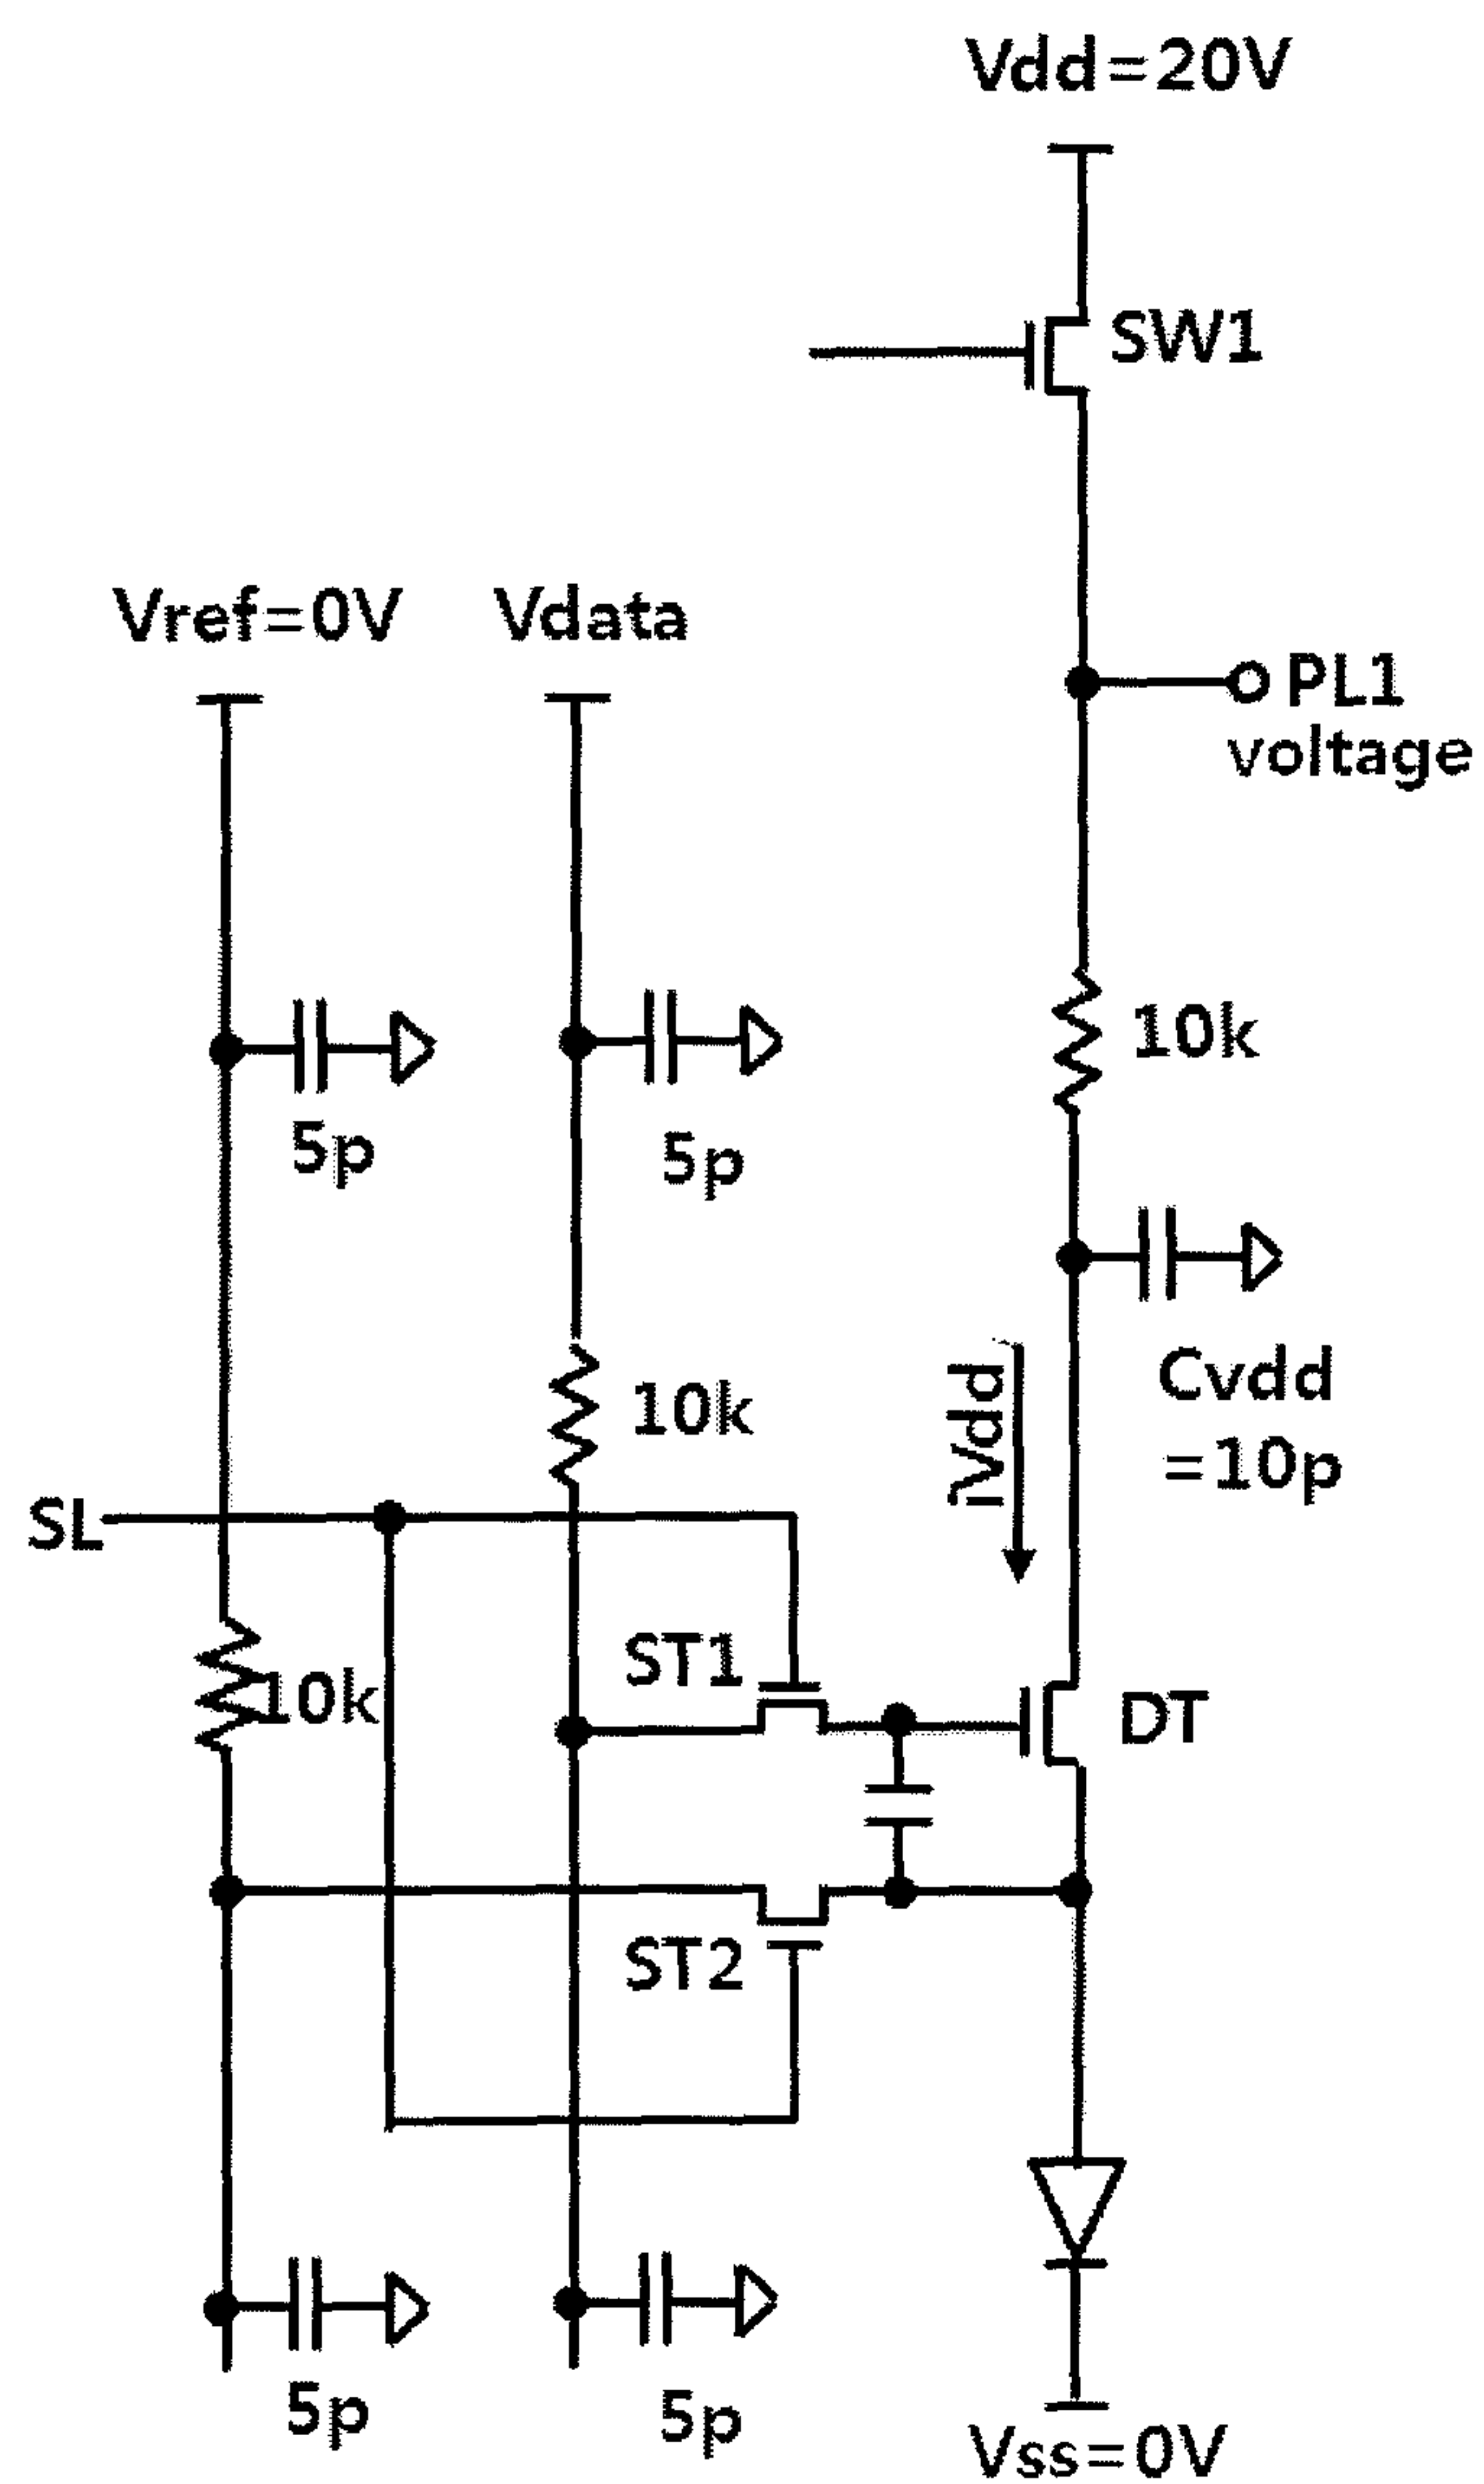 Vdd=20V
SW1
Vref=0V
Vdata
PL1
voltage
5p
5p
10k
Cvdd
=10p
10k
iVdd
SL
10k
ST1
DT
ST2
5p
5p
Vss=0V